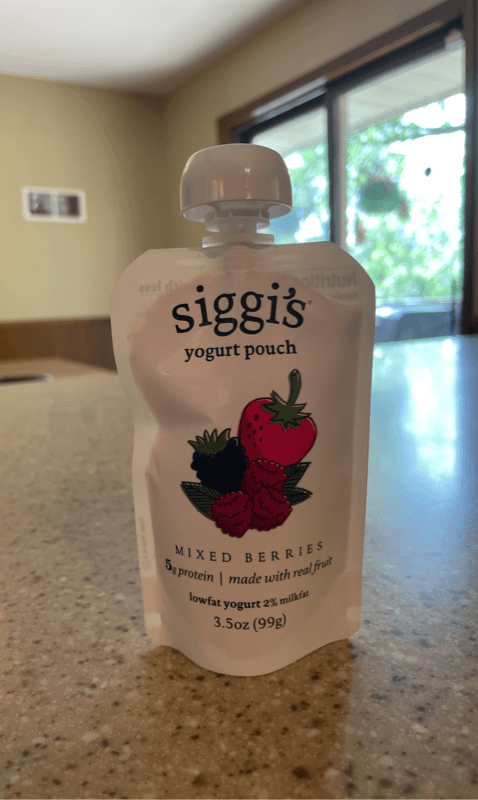 siggi's®
yogurt pouch
MIXED BERRIES
5g protein | made with real fruit
lowfat yogurt 2% milkfat
3.5oz (99g)